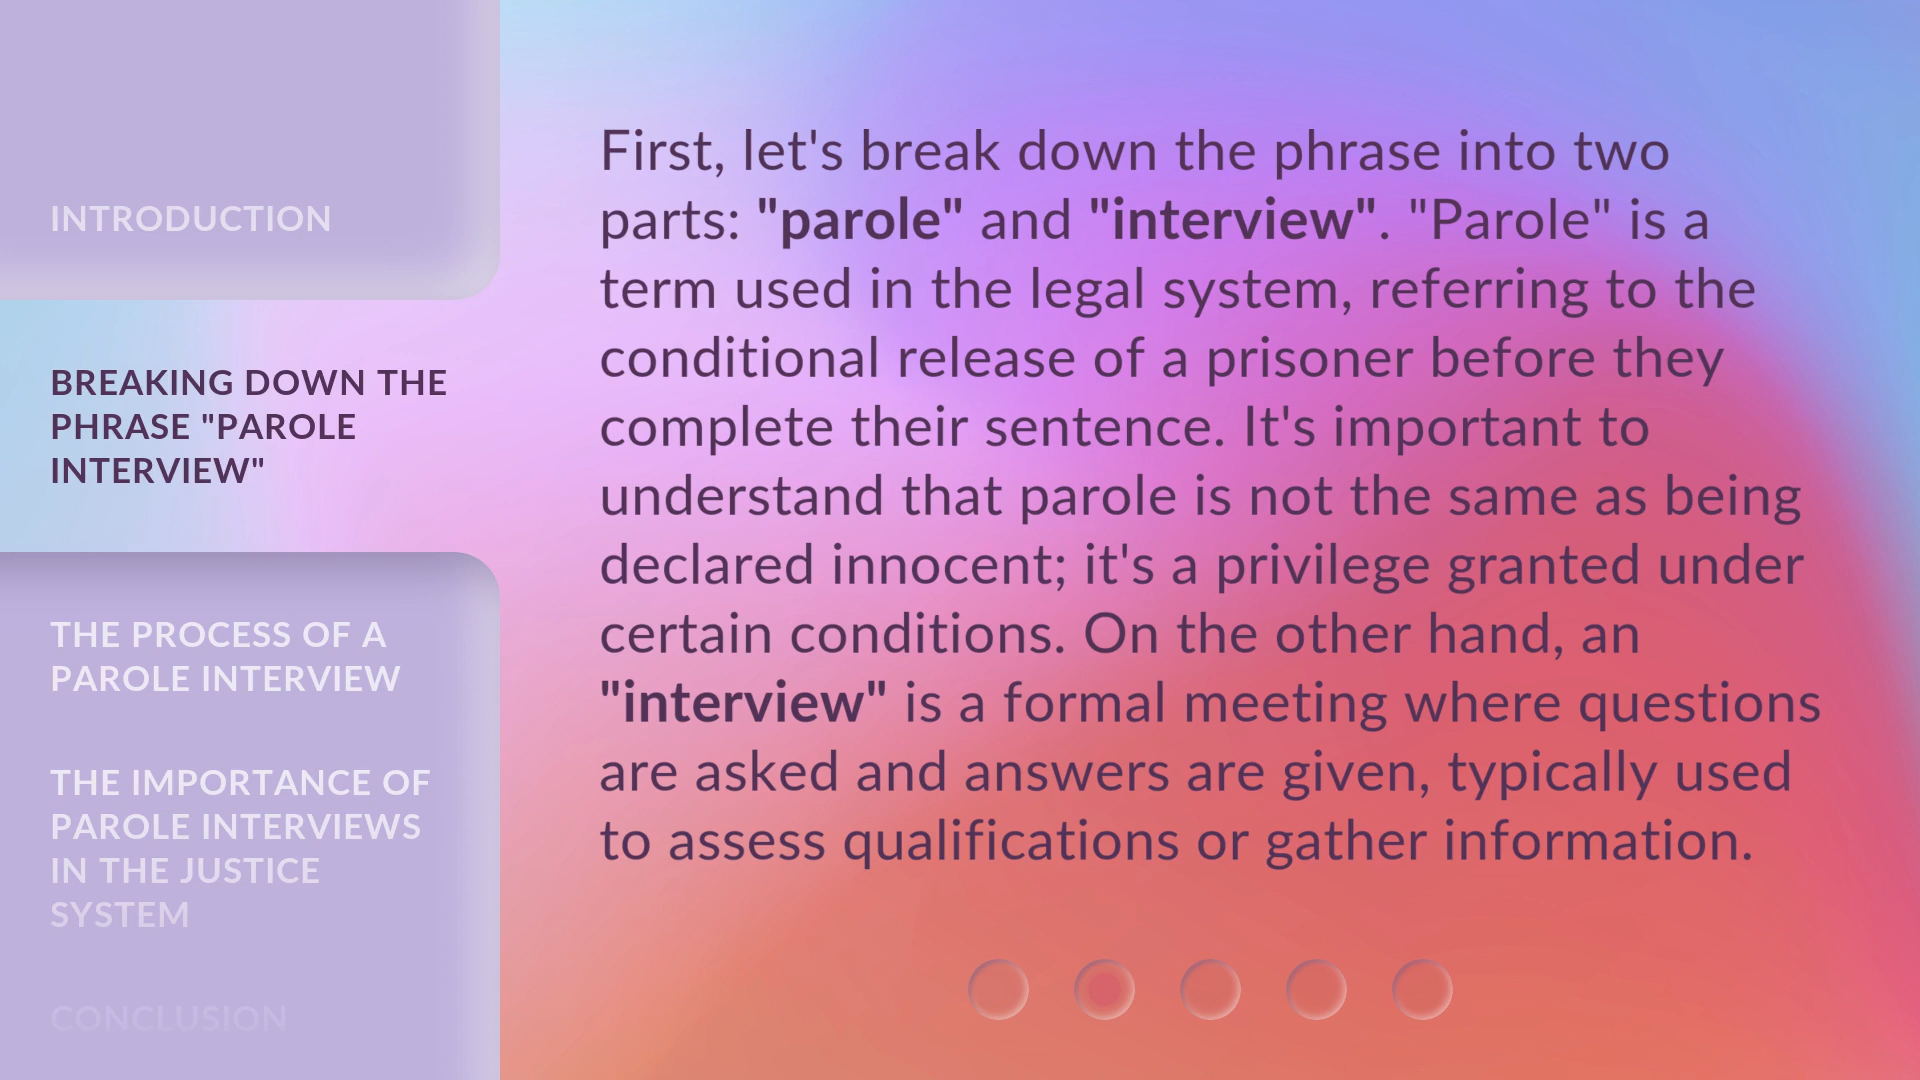 INTRODUCTION
BREAKING DOWN THE
PHRASE "PAROLE
INTERVIEW"
THE PROCESS OF A
PAROLE INTERVIEW
THE IMPORTANCE OF
PAROLE INTERVIEWS
IN THE JUSTICE
SYSTEM
CONCLUSION
First, let's break down the phrase into two
parts: "parole" and "interview". "Parole" is a
term used in the legal system, referring to the
conditional release of a prisoner before they
complete their sentence. It's important to
understand that parole is not the same as being
declared innocent; it's a privilege granted under
certain conditions. On the other hand, an
"interview" is a formal meeting where questions
are asked and answers are given, typically used
to assess qualifications or gather information.